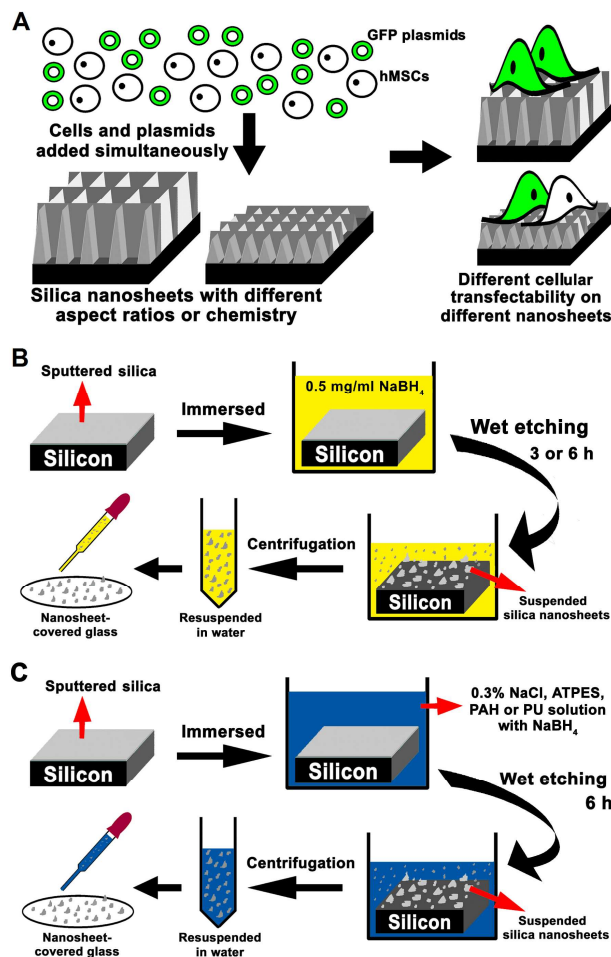 A
GFP plasmids
hMSCs
Cells and plasmids
added simultaneously
Silica nanosheets with different
aspect ratios or chemistry
Different cellular
transfectability on
different nanosheets
B
Sputtered silica
Silicon
Immersed
0.5 mg/ml NaBH₄
Silicon
Wet etching
3 or 6 h
Silicon
Suspended
silica nanosheets
Centrifugation
Resuspended
in water
Nanosheet-
covered glass
C
Sputtered silica
Silicon
Immersed
Silicon
0.3% NaCl, ATPES,
PAH or PU solution
with NaBH₄
Wet etching
6 h
Silicon
Suspended
silica nanosheets
Centrifugation
Resuspended
in water
Nanosheet-
covered glass